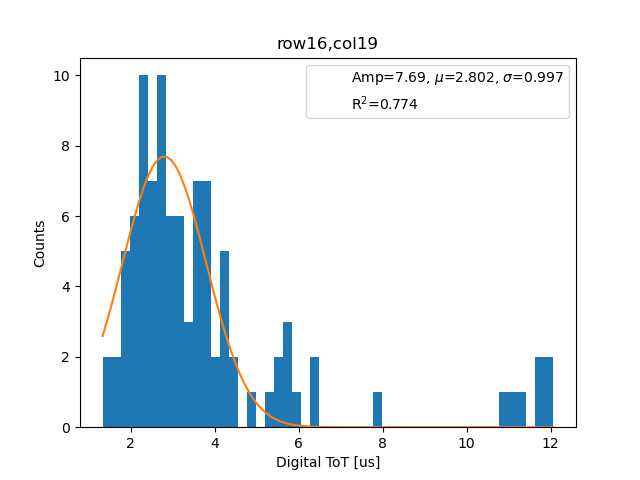 row16,col19
Amp=7.69, μ=2.802, σ=0.997
R²=0.774
10
8
6
4
2
0
Counts
2 4 6 8 10 12
Digital ToT [us]